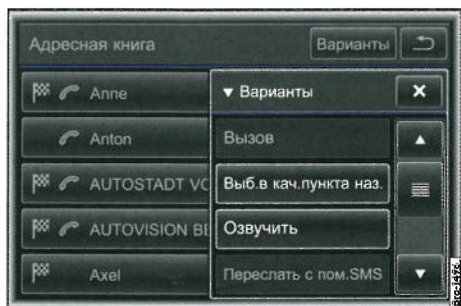 Адресная книга
Варианты
Anne
▼ Варианты
Anton
Вызов
AUTOSTADT VO
Выб.в кач.пункта наз.
AUTOVISION BE
Озвучить
Axel
Переслать с пом.SMS